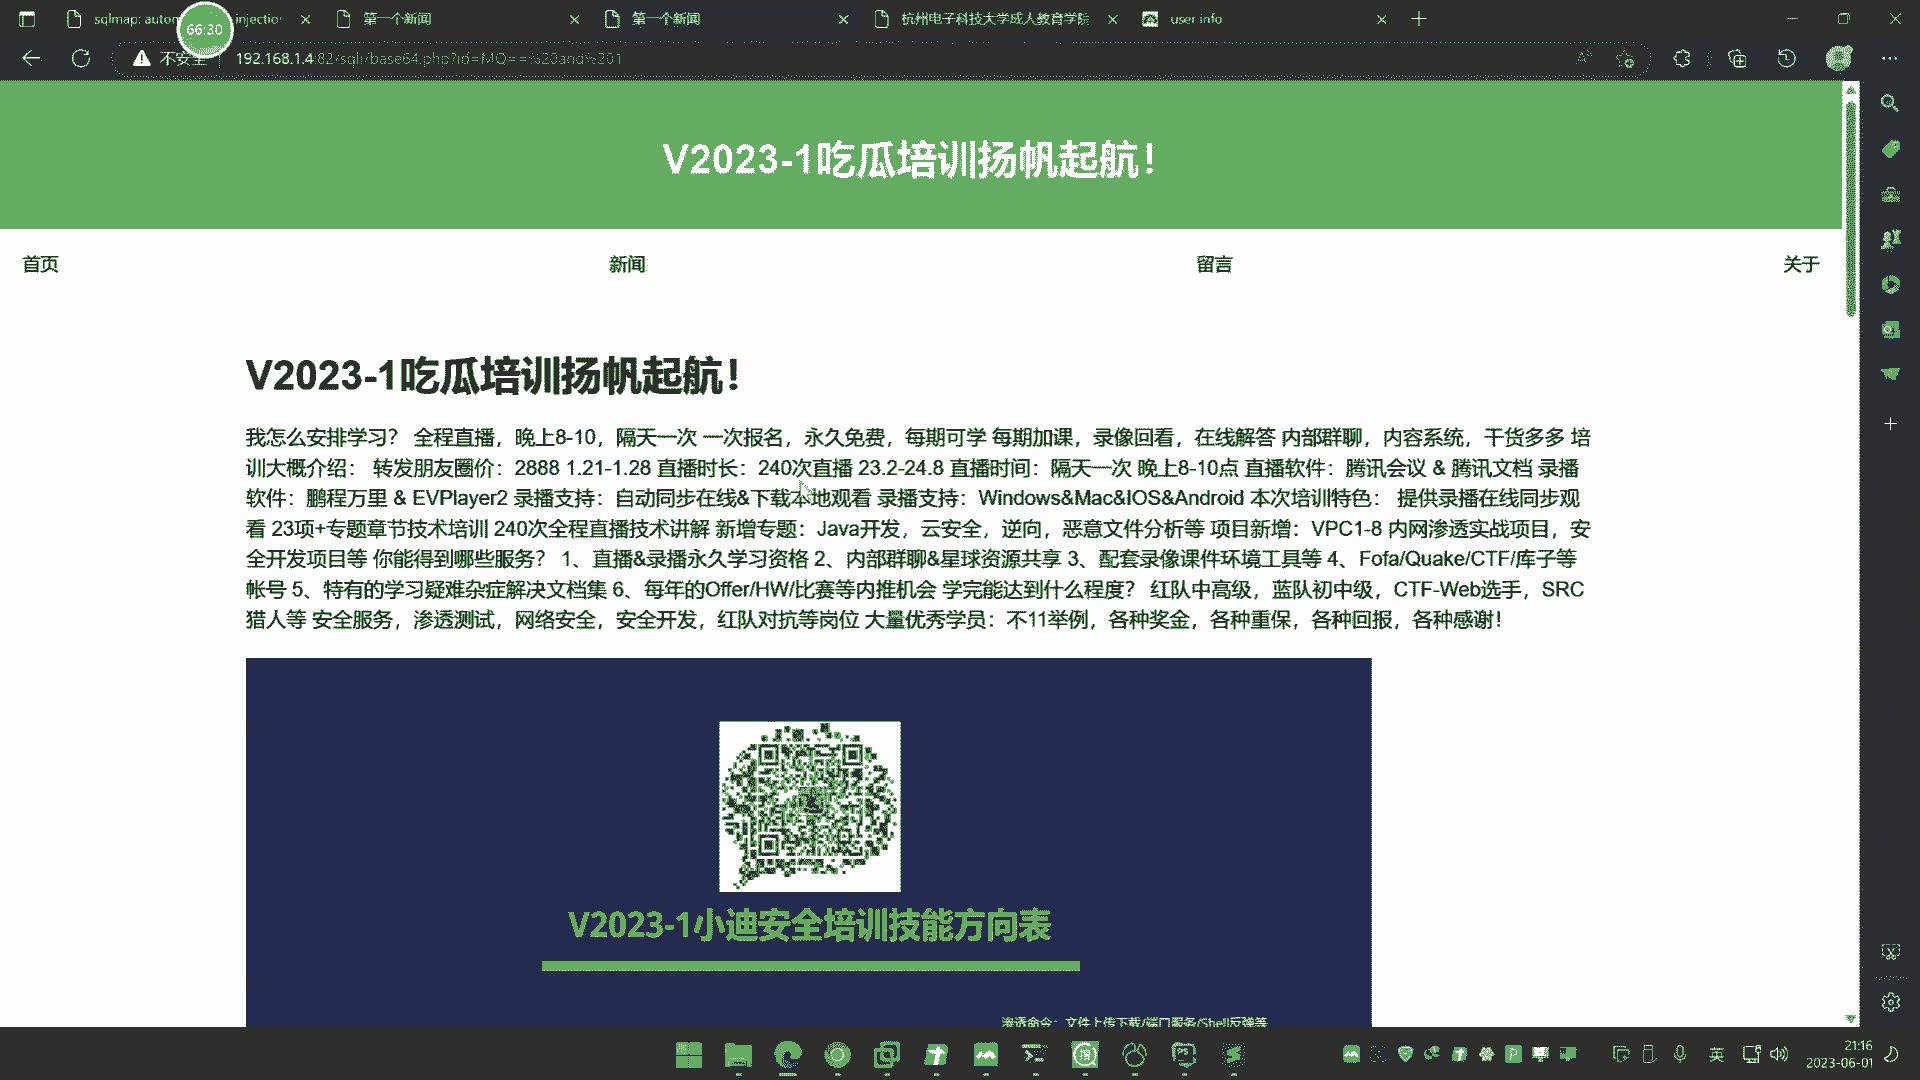 sqlmap: autom
injectio
66:30
第一个新闻
第一个新闻
杭州电子科技大学成人教育学院
user info
不安全
192.168.1.4:82/sqli/base64.php?id=MQ==%20and%201
V2023-1吃瓜培训扬帆起航！
首页
新闻
留言
关于
V2023-1吃瓜培训扬帆起航！
我怎么安排学习？ 全程直播，晚上8-10，隔天一次 一次报名，永久免费，每期可学 每期加课，录像回看，在线解答 内部群聊，内容系统，干货多多 培
训大概介绍： 转发朋友圈价：2888 1.21-1.28 直播时长：240次直播 23.2-24.8 直播时间：隔天一次 晚上8-10点 直播软件：腾讯会议 & 腾讯文档 录播
软件：鹏程万里 & EVPlayer2 录播支持：自动同步在线&下载本地观看 录播支持：Windows&Mac&IOS&Android 本次培训特色： 提供录播在线同步观
看 23项+专题章节技术培训 240次全程直播技术讲解 新增专题：Java开发，云安全，逆向，恶意文件分析等 项目新增：VPC1-8 内网渗透实战项目，安
全开发项目等 你能得到哪些服务？ 1、直播&录播永久学习资格 2、内部群聊&星球资源共享 3、配套录像课件环境工具等 4、Fofa/Quake/CTF/库子等
帐号 5、特有的学习疑难杂症解决文档集 6、每年的Offer/HW/比赛等内推机会 学完能达到什么程度？ 红队中高级，蓝队初中级，CTF-Web选手，SRC
猎人等 安全服务，渗透测试，网络安全，安全开发，红队对抗等岗位 大量优秀学员：不11举例，各种奖金，各种重保，各种回报，各种感谢！
V2023-1小迪安全培训技能方向表
渗透命令：文件上传下载/端口服务/Shell反弹等
英
21:16
2023-06-01